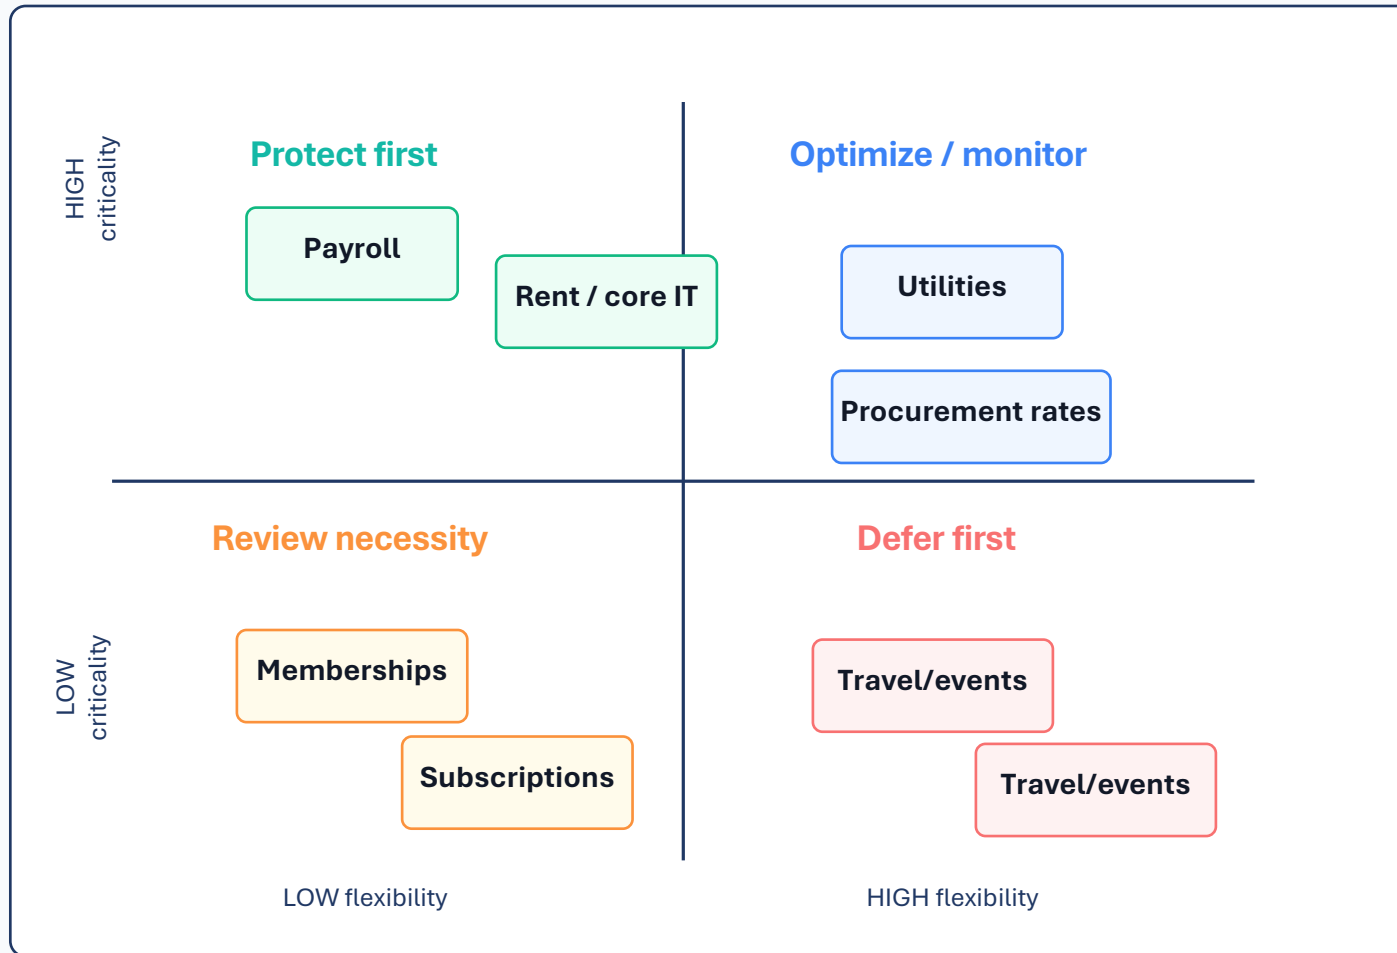 HIGH
criticality
Protect first
Optimize / monitor
Payroll
Rent / core IT
Utilities
Procurement rates
Review necessity
Defer first
LOW
criticality
Memberships
Subscriptions
Travel/events
Travel/events
LOW flexibility
HIGH flexibility